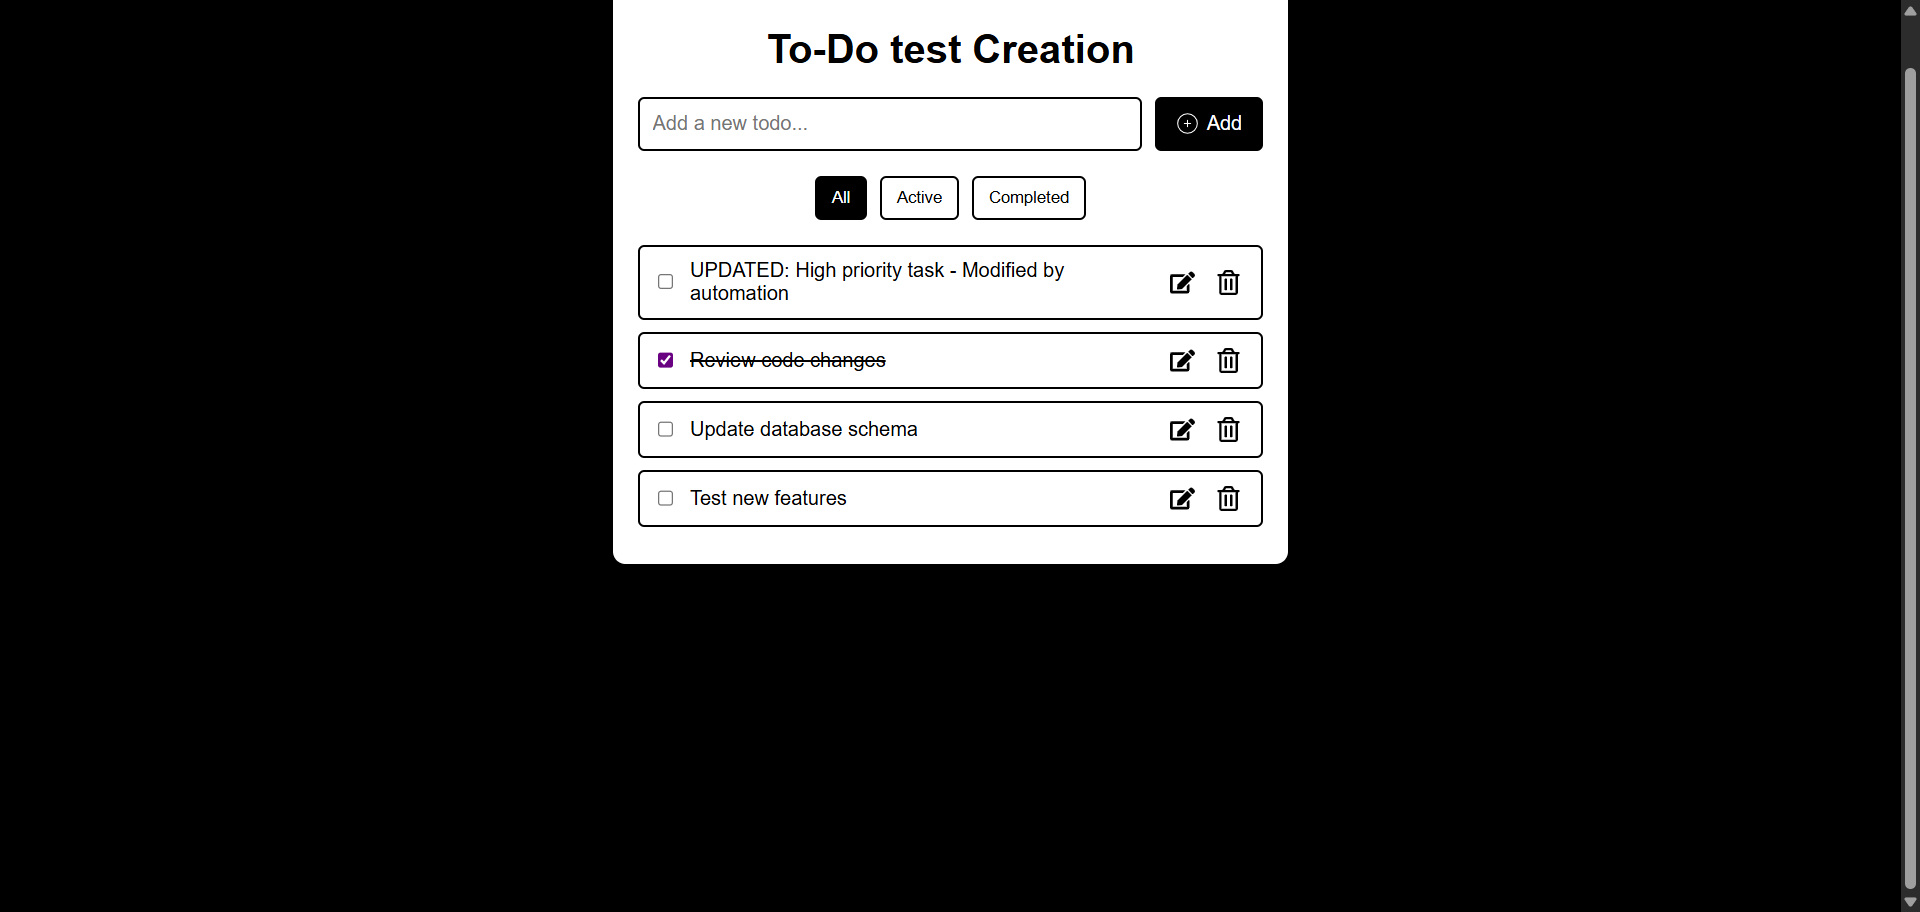 To-Do test Creation
Add a new todo...
Add
All
Active
Completed
UPDATED: High priority task - Modified by
automation
Review code changes
Update database schema
Test new features